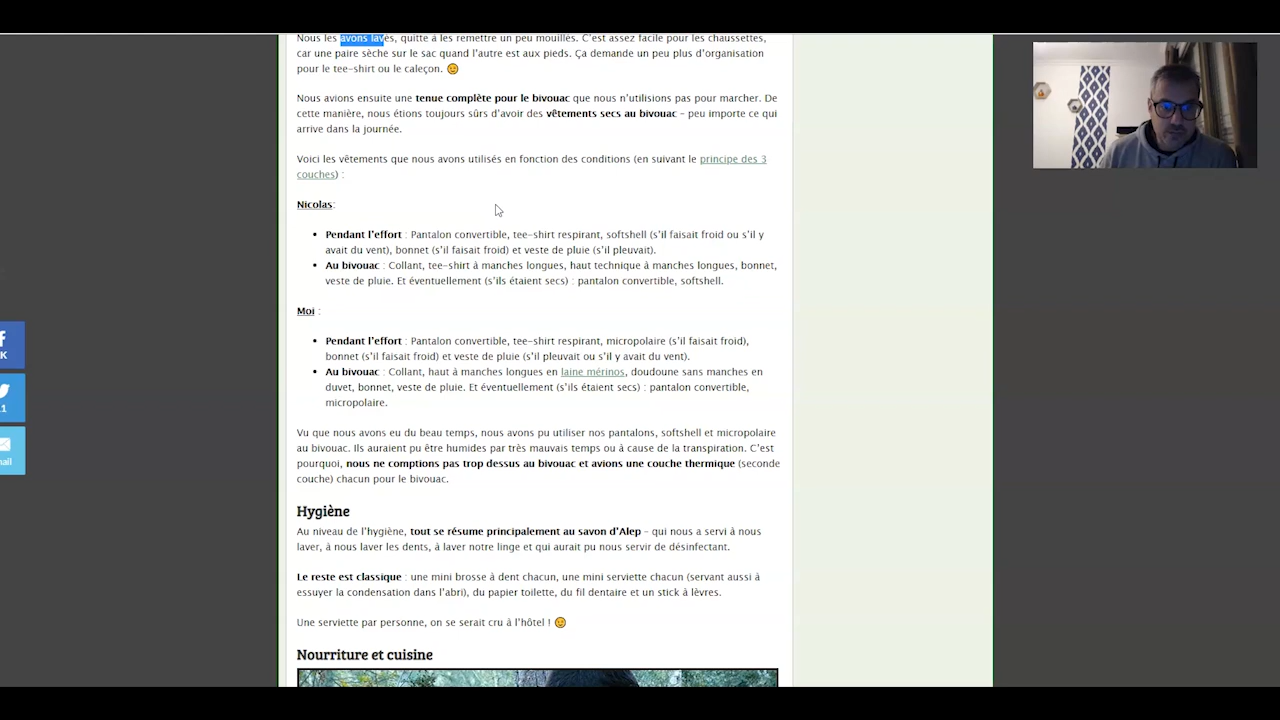 Nous les avons lavés, quitte à les remettre un peu mouillés. C'est assez facile pour les chaussettes,
car une paire sèche sur le sac quand l'autre est aux pieds. Ça demande un peu plus d'organisation
pour le tee-shirt ou le caleçon.
Nous avions ensuite une tenue complète pour le bivouac que nous n'utilisions pas pour marcher. De
cette manière, nous étions toujours sûrs d'avoir des vêtements secs au bivouac – peu importe ce qui
arrive dans la journée.
Voici les vêtements que nous avons utilisés en fonction des conditions (en suivant le principe des 3
couches) :
Nicolas:
• Pendant l'effort : Pantalon convertible, tee-shirt respirant, softshell (s'il faisait froid ou s'il y
avait du vent), bonnet (s'il faisait froid) et veste de pluie (s'il pleuvait).
• Au bivouac : Collant, tee-shirt à manches longues, haut technique à manches longues, bonnet,
veste de pluie. Et éventuellement (s'ils étaient secs) : pantalon convertible, softshell.
Moi :
• Pendant l'effort : Pantalon convertible, tee-shirt respirant, micropolaire (s'il faisait froid),
bonnet (s'il faisait froid) et veste de pluie (s'il pleuvait ou s'il y avait du vent).
• Au bivouac : Collant, haut à manches longues en laine mérinos, doudoune sans manches en
duvet, bonnet, veste de pluie. Et éventuellement (s'ils étaient secs) : pantalon convertible,
micropolaire.
Vu que nous avons eu du beau temps, nous avons pu utiliser nos pantalons, softshell et micropolaire
au bivouac. Ils auraient pu être humides par très mauvais temps ou à cause de la transpiration. C'est
pourquoi, nous ne comptions pas trop dessus au bivouac et avions une couche thermique (seconde
couche) chacun pour le bivouac.
Hygiène
Au niveau de l'hygiène, tout se résume principalement au savon d'Alep – qui nous a servi à nous
laver, à nous laver les dents, à laver notre linge et qui aurait pu nous servir de désinfectant.
Le reste est classique : une mini brosse à dent chacun, une mini serviette chacun (servant aussi à
essuyer la condensation dans l'abri), du papier toilette, du fil dentaire et un stick à lèvres.
Une serviette par personne, on se serait cru à l'hôtel !
Nourriture et cuisine